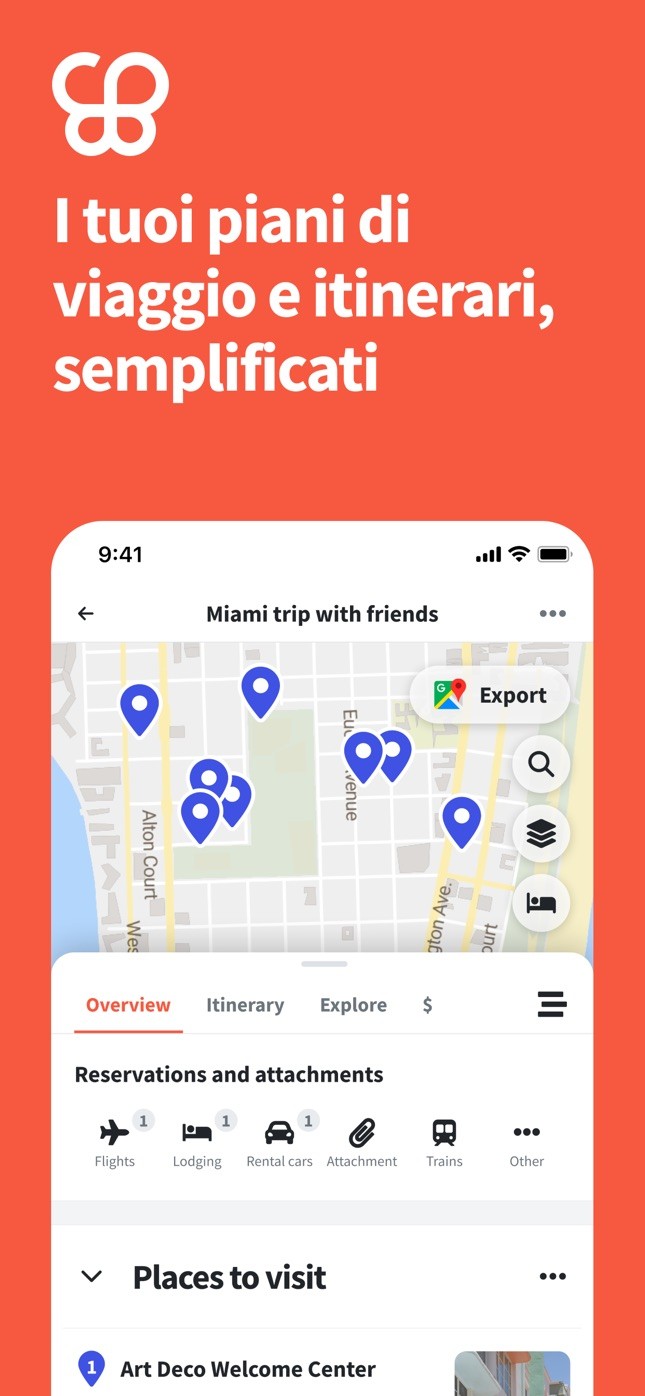 I tuoi piani di
viaggio e itinerari,
semplificati
9:41
Miami trip with friends
Export
Alton Court
Overview
Itinerary
Explore
$
Reservations and attachments
1
1
1
Flights
Lodging
Rental cars
Attachment
Trains
Other
Places to visit
1
Art Deco Welcome Center